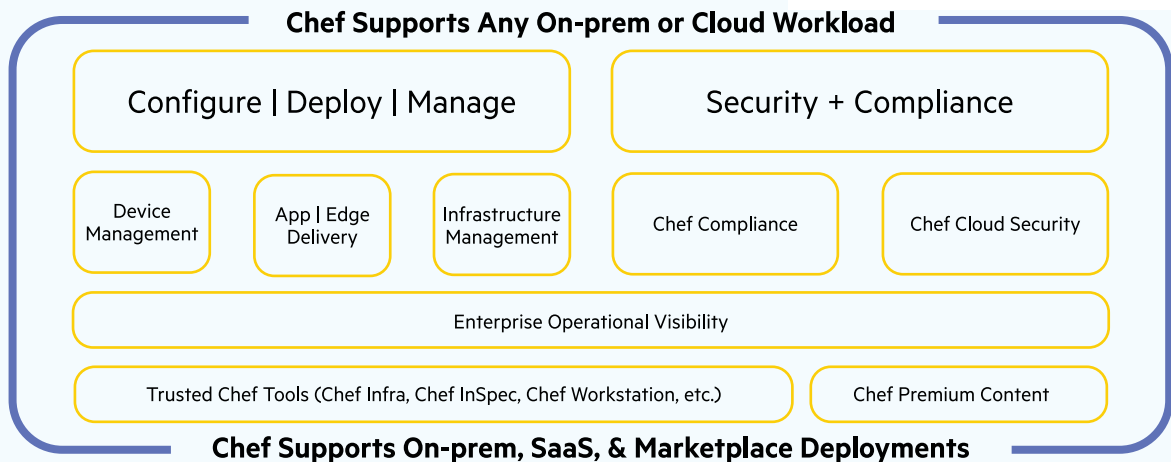 Chef Supports Any On-prem or Cloud Workload
Configure | Deploy | Manage
Security + Compliance
Device
Management
App | Edge
Delivery
Infrastructure
Management
Chef Compliance
Chef Cloud Security
Enterprise Operational Visibility
Trusted Chef Tools (Chef Infra, Chef InSpec, Chef Workstation, etc.)
Chef Premium Content
Chef Supports On-prem, SaaS, & Marketplace Deployments